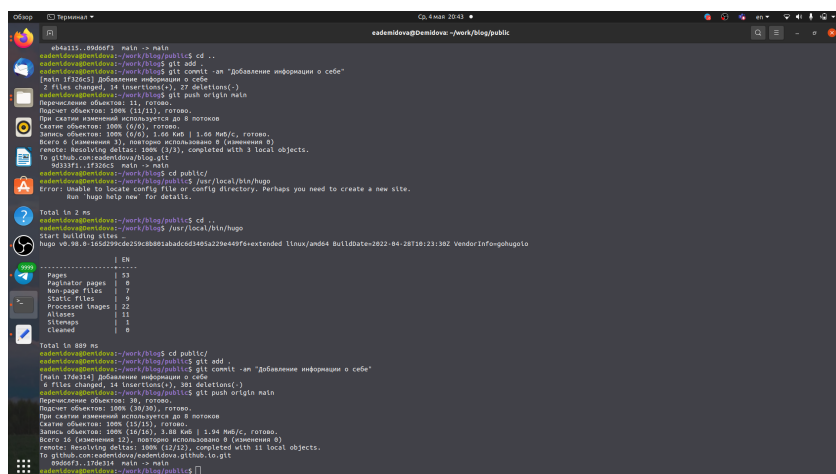 Обзор Терминал Ср, 4 мая 20:43 en
eademidova@Demidova: ~/work/blog/public
eb4a115..09d66f3 main -> main
eademidova@Demidova:~/work/blog/public$ cd ..
eademidova@Demidova:~/work/blog$ git add .
eademidova@Demidova:~/work/blog$ git commit -am "Добавление информации о себе"
[main 1f326c5] Добавление информации о себе
2 files changed, 14 insertions(+), 27 deletions(-)
eademidova@Demidova:~/work/blog$ git push origin main
Перечисление объектов: 11, готово.
Подсчет объектов: 100% (11/11), готово.
При сжатии изменений используется до 8 потоков
Сжатие объектов: 100% (6/6), готово.
Запись объектов: 100% (6/6), 1.66 КиБ | 1.66 МиБ/с, готово.
Всего 6 (изменения 3), повторно использовано 0 (изменения 0)
remote: Resolving deltas: 100% (3/3), completed with 3 local objects.
To github.com:eademidova/blog.git
9d333f1..1f326c5 main -> main
eademidova@Demidova:~/work/blog$ cd public/
eademidova@Demidova:~/work/blog/public$ /usr/local/bin/hugo
Error: Unable to locate config file or config directory. Perhaps you need to create a new site.
Run `hugo help new` for details.
Total in 2 ms
eademidova@Demidova:~/work/blog/public$ cd ..
eademidova@Demidova:~/work/blog$ /usr/local/bin/hugo
Start building sites …
hugo v0.98.0-165d299cde259c8b801abadc6d3405a229e449f6+extended linux/amd64 BuildDate=2022-04-28T10:23:30Z VendorInfo=gohugoio
| EN
-------------------+-----
Pages | 53
Paginator pages | 0
Non-page files | 7
Static files | 9
Processed images | 22
Aliases | 11
Sitemaps | 1
Cleaned | 0
Total in 889 ms
eademidova@Demidova:~/work/blog$ cd public/
eademidova@Demidova:~/work/blog/public$ git add .
eademidova@Demidova:~/work/blog/public$ git commit -am "Добавление информации о себе"
[main 17de314] Добавление информации о себе
6 files changed, 14 insertions(+), 301 deletions(-)
eademidova@Demidova:~/work/blog/public$ git push origin main
Перечисление объектов: 30, готово.
Подсчет объектов: 100% (30/30), готово.
При сжатии изменений используется до 8 потоков
Сжатие объектов: 100% (15/15), готово.
Запись объектов: 100% (16/16), 3.88 КиБ | 1.94 МиБ/с, готово.
Всего 16 (изменения 12), повторно использовано 0 (изменения 0)
remote: Resolving deltas: 100% (12/12), completed with 11 local objects.
To github.com:eademidova/eademidova.github.io.git
09d66f3..17de314 main -> main
eademidova@Demidova:~/work/blog/public$